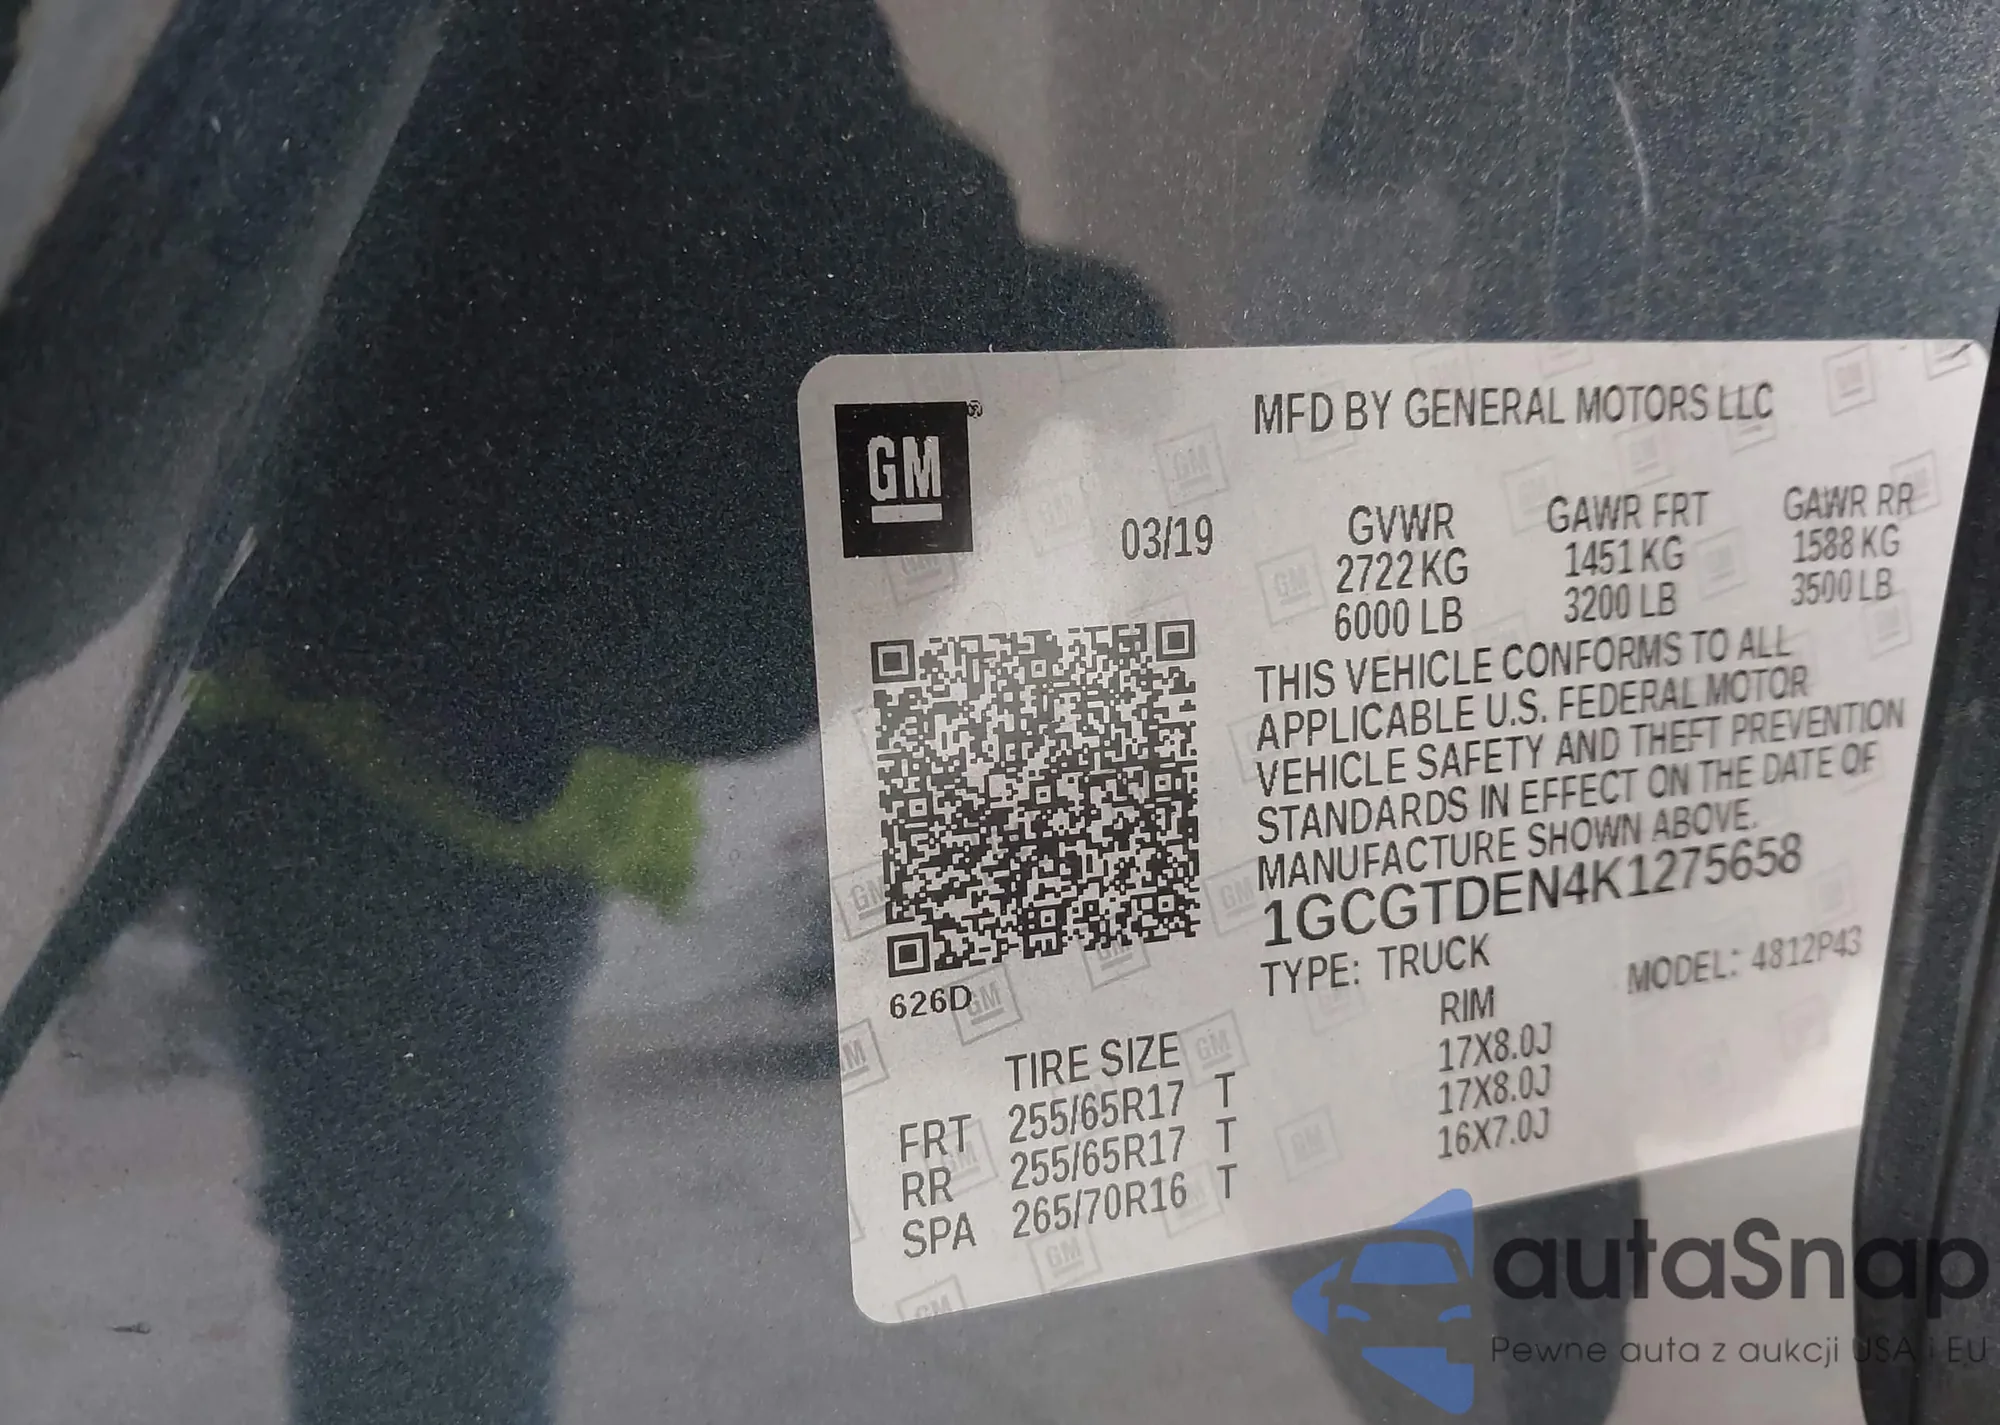 GM®
MFD BY GENERAL MOTORS LLC
03/19
GVWR GAWR FRT GAWR RR
2722 KG 1451 KG 1588 KG
6000 LB 3200 LB 3500 LB
THIS VEHICLE CONFORMS TO ALL
APPLICABLE U.S. FEDERAL MOTOR
VEHICLE SAFETY AND THEFT PREVENTION
STANDARDS IN EFFECT ON THE DATE OF
MANUFACTURE SHOWN ABOVE.
1GCGTDEN4K1275658
TYPE: TRUCK MODEL: 4812P43
626D
TIRE SIZE RIM
FRT 255/65R17 T 17X8.0J
RR 255/65R17 T 17X8.0J
SPA 265/70R16 T 16X7.0J
autaSnap
Pewne auta z aukcji USA i EU